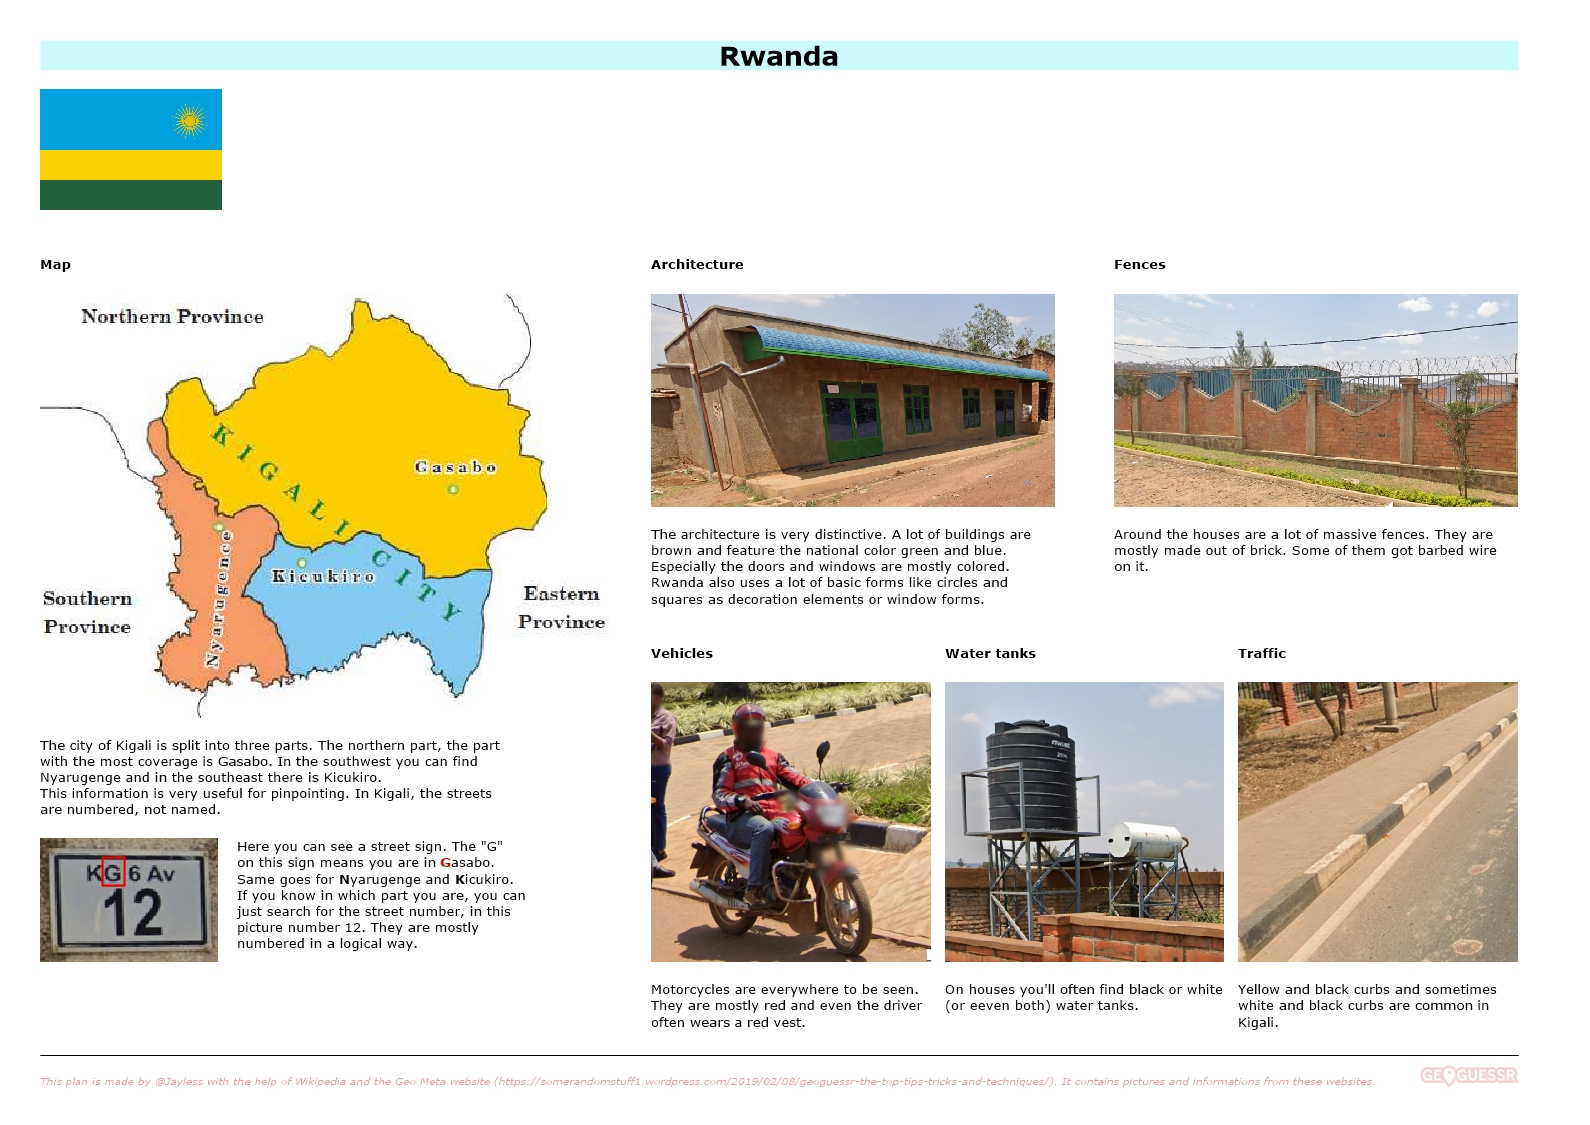 Rwanda
Map
Northern Province
KIGALI CITY
Gasabo
Nyarugence
Kicukiro
Southern
Province
Eastern
Province
The city of Kigali is split into three parts. The northern part, the part
with the most coverage is Gasabo. In the southwest you can find
Nyarugenge and in the southeast there is Kicukiro.
This information is very useful for pinpointing. In Kigali, the streets
are numbered, not named.
KG 6 Av
12
Here you can see a street sign. The "G"
on this sign means you are in Gasabo.
Same goes for Nyarugenge and Kicukiro.
If you know in which part you are, you can
just search for the street number, in this
picture number 12. They are mostly
numbered in a logical way.
Architecture
The architecture is very distinctive. A lot of buildings are
brown and feature the national color green and blue.
Especially the doors and windows are mostly colored.
Rwanda also uses a lot of basic forms like circles and
squares as decoration elements or window forms.
Fences
Around the houses are a lot of massive fences. They are
mostly made out of brick. Some of them got barbed wire
on it.
Vehicles
Motorcycles are everywhere to be seen.
They are mostly red and even the driver
often wears a red vest.
Water tanks
On houses you'll often find black or white
(or eeven both) water tanks.
Traffic
Yellow and black curbs and sometimes
white and black curbs are common in
Kigali.
This plan is made by @Jayless with the help of Wikipedia and the Geo Meta website (https://somerandomstuff1.wordpress.com/2019/02/08/geoguessr-the-top-tips-tricks-and-techniques/). It contains pictures and informations from these websites.
GEOGUESSR